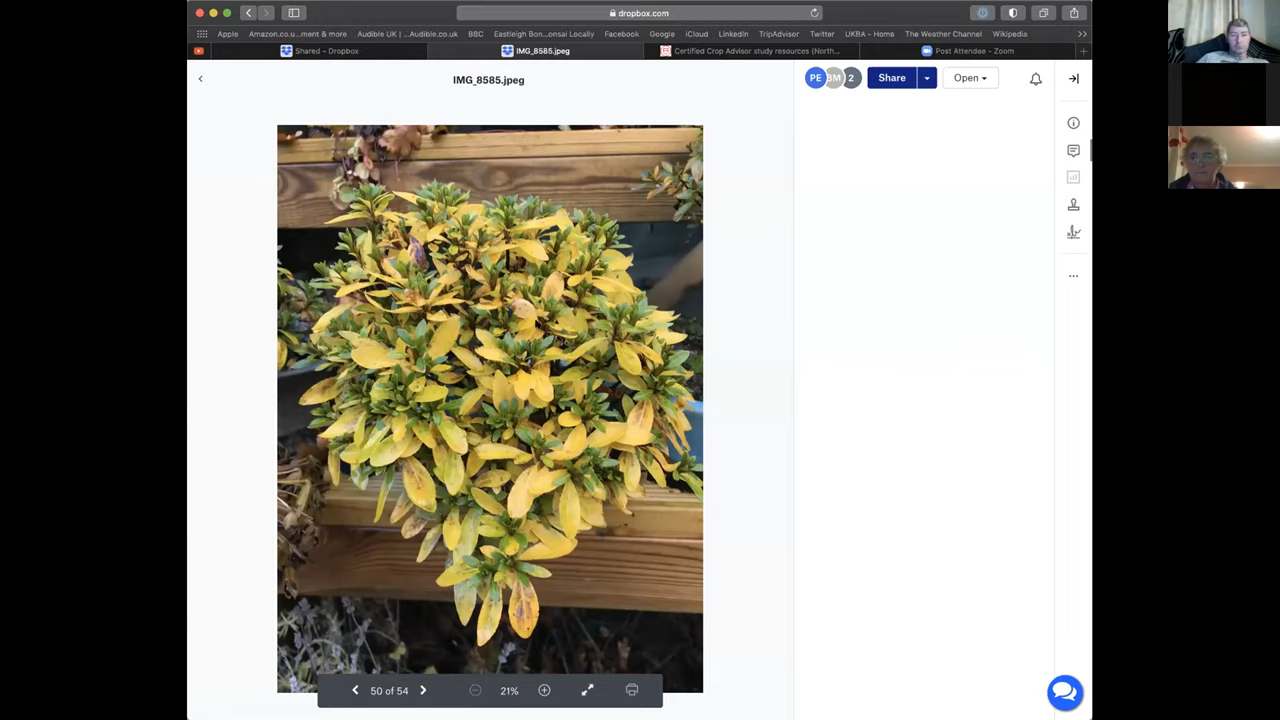 dropbox.com
Apple Amazon.co.u...ment & more Audible UK | ...Audible.co.uk BBC Eastleigh Bon...onsai Locally Facebook Google iCloud LinkedIn TripAdvisor Twitter UKBA - Home The Weather Channel Wikipedia
Shared – Dropbox IMG_8585.jpeg Certified Crop Advisor study resources (North... Post Attendee - Zoom
IMG_8585.jpeg
PE BM 2 Share Open
50 of 54 21%